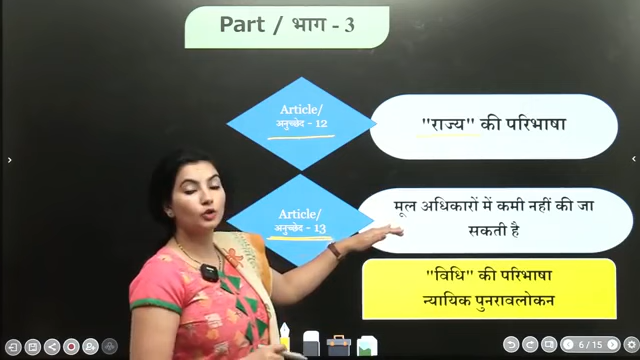 Part / भाग - 3
Article/
अनुच्छेद - 12
"राज्य" की परिभाषा
Article/
अनुच्छेद - 13
मूल अधिकारों में कमी नहीं की जा
सकती है
"विधि" की परिभाषा
न्यायिक पुनरावलोकन
6 / 15